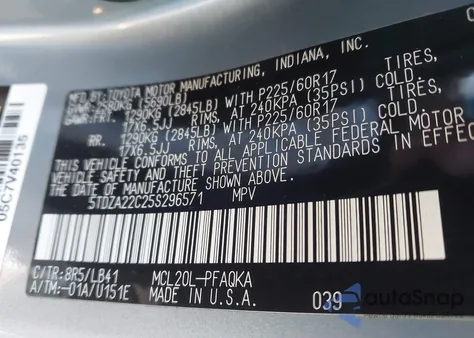 MFD BY: TOYOTA MOTOR MANUFACTURING, INDIANA, INC.
GVWR: 2580KG (5690LB)
GAWR: FRT. 1290KG (2845LB) WITH P225/60R17 TIRES,
17X6.5JJ RIMS, AT 240KPA (35PSI) COLD.
RR. 1290KG (2845LB) WITH P225/60R17 TIRES,
17X6.5JJ RIMS, AT 240KPA (35PSI) COLD.
THIS VEHICLE CONFORMS TO ALL APPLICABLE FEDERAL MOTOR
VEHICLE SAFETY AND THEFT PREVENTION STANDARDS IN EFFECT
ON THE DATE OF MANUFACTURE SHOWN ABOVE.
5TDZA22C25S296571 MPV
C/TR: 8R5/LB41 MCL20L-PFAQKA
A/TM: -01A/U151E MADE IN U.S.A. 039
05C7V40135
autoSnap